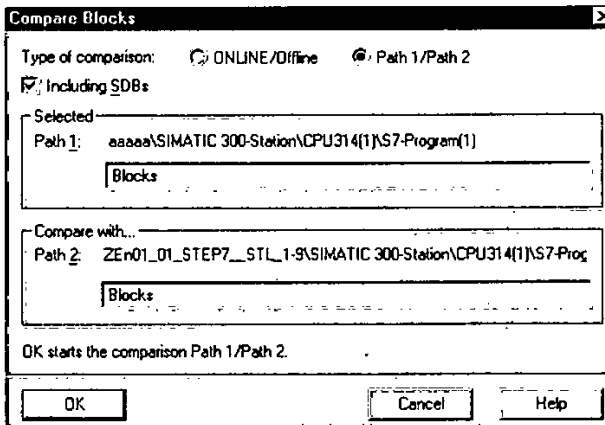 Compare Blocks
Type of comparison: ONLINE/Offline Path 1/Path 2
Including SDBs
Selected
Path 1: aaaaa\SIMATIC 300-Station\CPU314(1)\S7-Program(1)
Blocks
Compare with...
Path 2: ZEn01_01_STEP7__STL_1-9\SIMATIC 300-Station\CPU314(1)\S7-Prog
Blocks
OK starts the comparison Path 1/Path 2.
OK Cancel Help